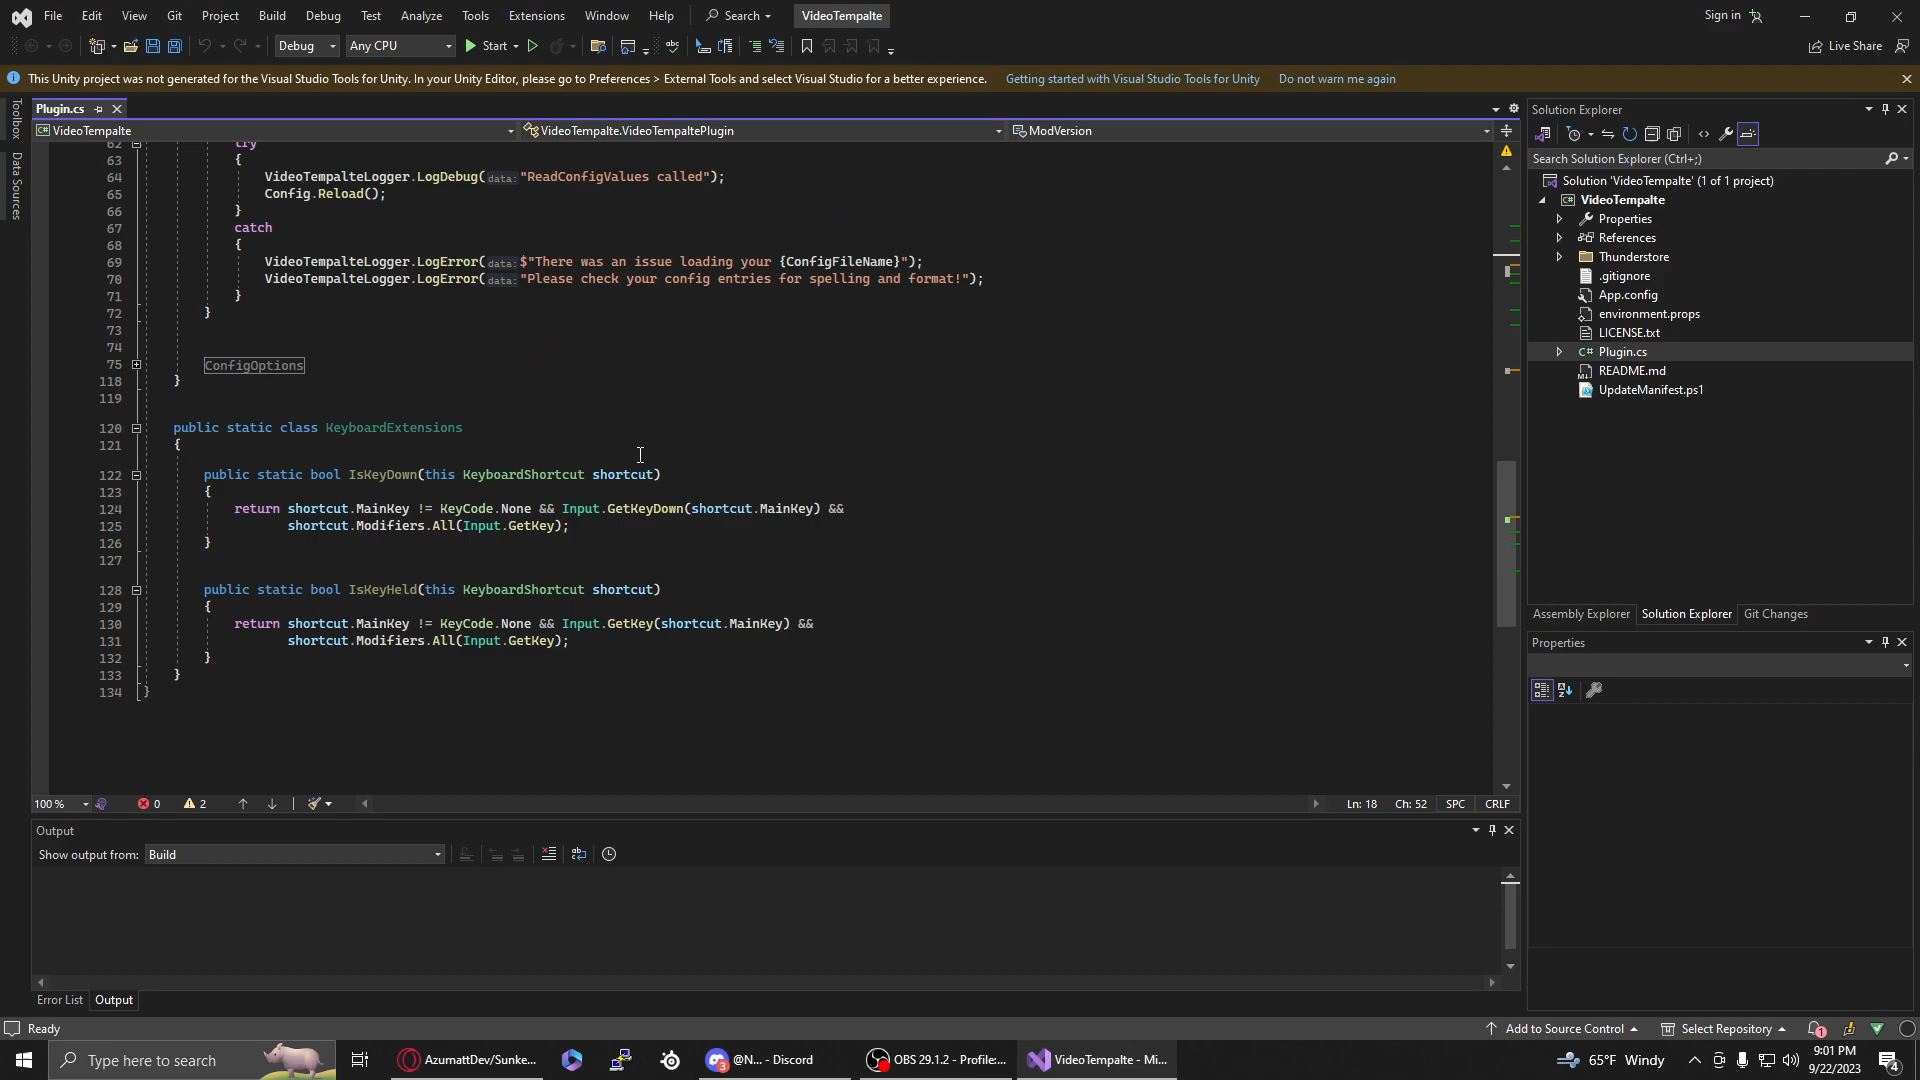 File Edit View Git Project Build Debug Test Analyze Tools Extensions Window Help Search VideoTempalte Sign in
Debug Any CPU Start Live Share
This Unity project was not generated for the Visual Studio Tools for Unity. In your Unity Editor, please go to Preferences > External Tools and select Visual Studio for a better experience. Getting started with Visual Studio Tools for Unity Do not warn me again
Toolbox
Data Sources
Plugin.cs
VideoTempalte VideoTempalte.VideoTempaltePlugin ModVersion
62 try
63 {
64 VideoTempalteLogger.LogDebug(data:"ReadConfigValues called");
65 Config.Reload();
66 }
67 catch
68 {
69 VideoTempalteLogger.LogError(data:$"There was an issue loading your {ConfigFileName}");
70 VideoTempalteLogger.LogError(data:"Please check your config entries for spelling and format!");
71 }
72 }
73
74
75 ConfigOptions
118 }
119
120 public static class KeyboardExtensions
121 {
122 public static bool IsKeyDown(this KeyboardShortcut shortcut)
123 {
124 return shortcut.MainKey != KeyCode.None && Input.GetKeyDown(shortcut.MainKey) &&
125 shortcut.Modifiers.All(Input.GetKey);
126 }
127
128 public static bool IsKeyHeld(this KeyboardShortcut shortcut)
129 {
130 return shortcut.MainKey != KeyCode.None && Input.GetKey(shortcut.MainKey) &&
131 shortcut.Modifiers.All(Input.GetKey);
132 }
133 }
134 }
100 % 0 2 Ln: 18 Ch: 52 SPC CRLF
Output
Show output from: Build
Error List Output
Solution Explorer
Search Solution Explorer (Ctrl+;)
Solution 'VideoTempalte' (1 of 1 project)
C# VideoTempalte
Properties
References
Thunderstore
.gitignore
App.config
environment.props
LICENSE.txt
C# Plugin.cs
README.md
UpdateManifest.ps1
Assembly Explorer Solution Explorer Git Changes
Properties
Ready Add to Source Control Select Repository 1
Type here to search AzumattDev/Sunke... 3 @N... - Discord OBS 29.1.2 - Profile:... VideoTempalte - Mi... 65°F Windy 9:01 PM
9/22/2023 4